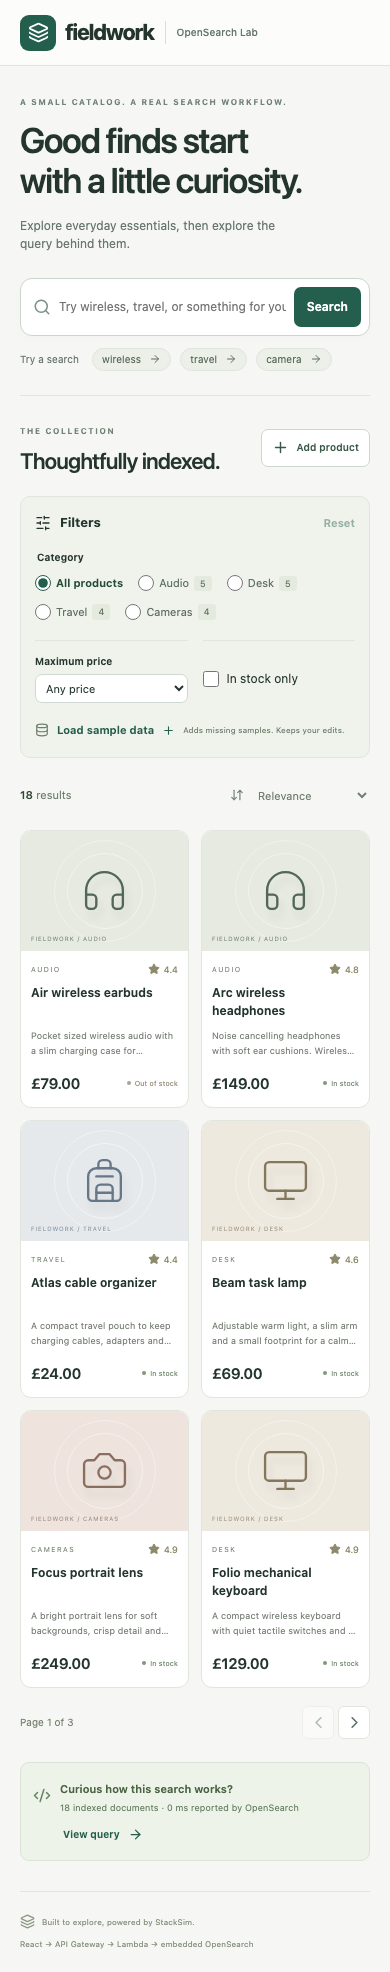 fieldwork OpenSearch Lab
A SMALL CATALOG. A REAL SEARCH WORKFLOW.
Good finds start
with a little curiosity.
Explore everyday essentials, then explore the
query behind them.
Try wireless, travel, or something for you Search
Try a search wireless → travel → camera →
THE COLLECTION
Thoughtfully indexed.
+ Add product
Filters Reset
Category
All products Audio 5 Desk 5
Travel 4 Cameras 4
Maximum price
Any price
In stock only
Load sample data + Adds missing samples. Keeps your edits.
18 results Relevance
FIELDWORK / AUDIO
AUDIO 4.4
Air wireless earbuds
Pocket sized wireless audio with
a slim charging case for…
£79.00 Out of stock
FIELDWORK / AUDIO
AUDIO 4.8
Arc wireless
headphones
Noise cancelling headphones
with soft ear cushions. Wireles…
£149.00 In stock
FIELDWORK / TRAVEL
TRAVEL 4.4
Atlas cable organizer
A compact travel pouch to keep
charging cables, adapters and…
£24.00 In stock
FIELDWORK / DESK
DESK 4.6
Beam task lamp
Adjustable warm light, a slim arm
and a small footprint for a calm…
£69.00 In stock
FIELDWORK / CAMERAS
CAMERAS 4.9
Focus portrait lens
A bright portrait lens for soft
backgrounds, crisp detail and…
£249.00 In stock
FIELDWORK / DESK
DESK 4.9
Folio mechanical
keyboard
A compact wireless keyboard
with quiet tactile switches and …
£129.00 In stock
Page 1 of 3
Curious how this search works?
18 indexed documents · 0 ms reported by OpenSearch
View query →
Built to explore, powered by StackSim.
React → API Gateway → Lambda → embedded OpenSearch